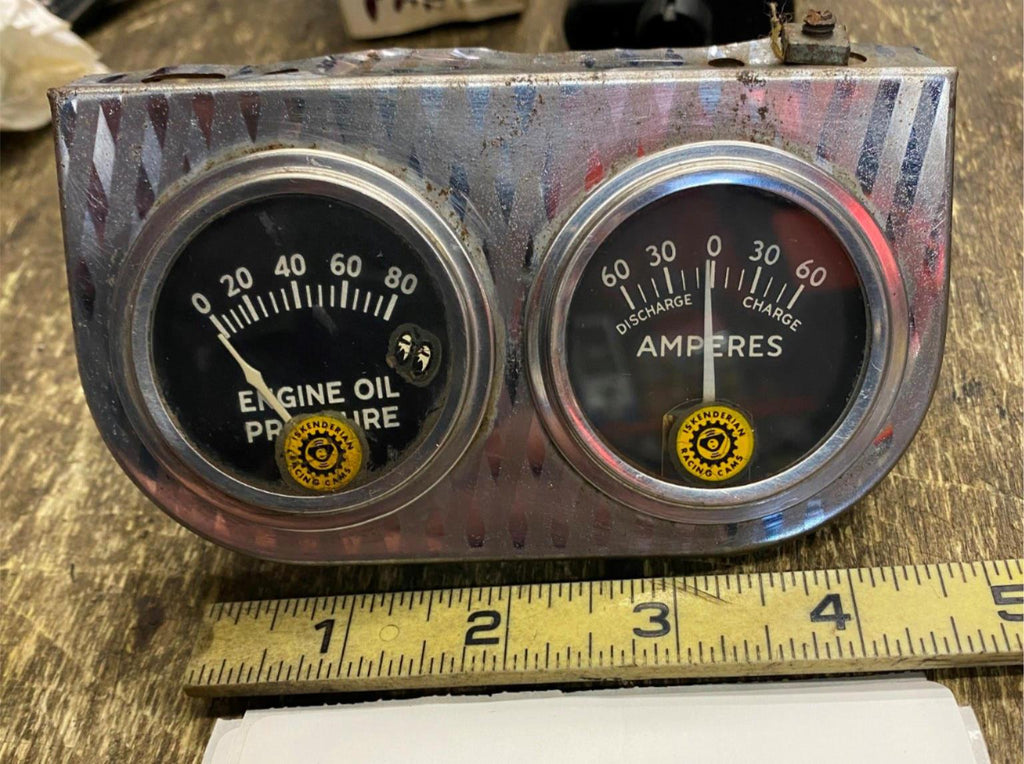 0 20 40 60 80
ENGINE OIL
ISKENDERIAN
RACING CAMS
60 30 0 30 60
DISCHARGE CHARGE
AMPERES
ISKENDERIAN
RACING CAMS
1 2 3 4 5